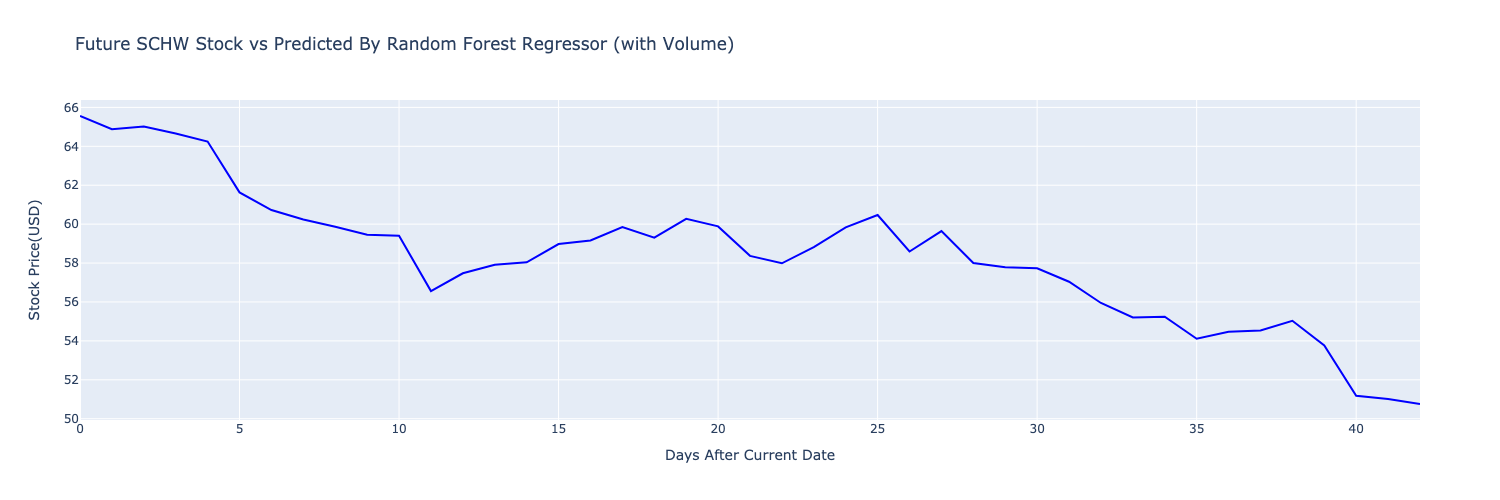 Future SCHW Stock vs Predicted By Random Forest Regressor (with Volume)
Stock Price(USD)
66
64
62
60
58
56
54
52
50
0 5 10 15 20 25 30 35 40
Days After Current Date